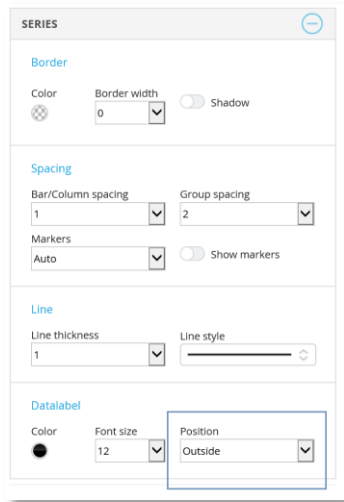 SERIES
Border
Color Border width
0 Shadow
Spacing
Bar/Column spacing Group spacing
1 2
Markers
Auto Show markers
Line
Line thickness Line style
1
Datalabel
Color Font size Position
12 Outside